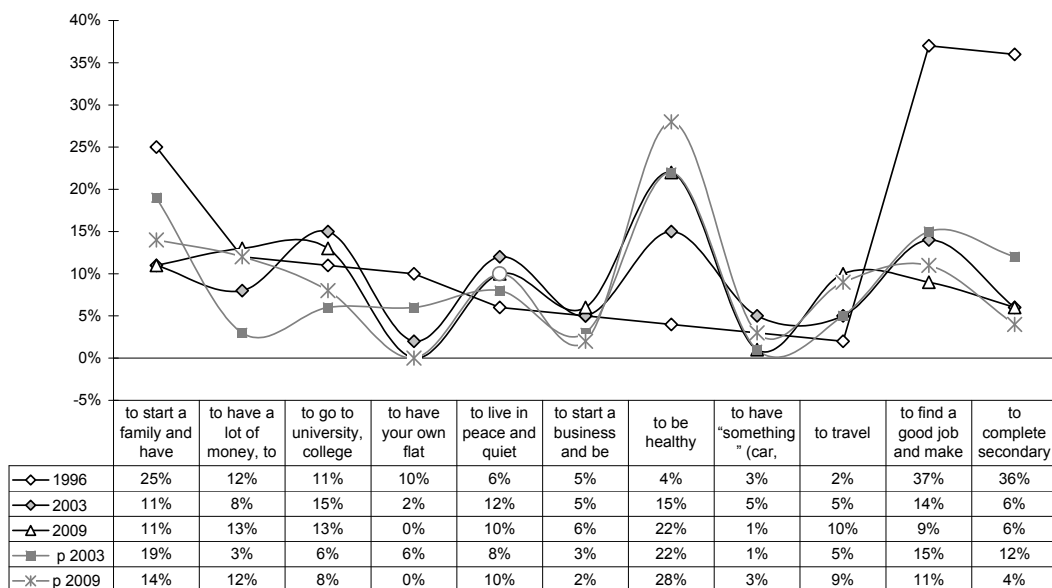 40%
35%
30%
25%
20%
15%
10%
5%
0%
-5%
to start a family and have
to have a lot of money, to
to go to university, college
to have your own flat
to live in peace and quiet
to start a business and be
to be healthy
to have “something” (car,
to travel
to find a good job and make
to complete secondary
1996 25% 12% 11% 10% 6% 5% 4% 3% 2% 37% 36%
2003 11% 8% 15% 2% 12% 5% 15% 5% 5% 14% 6%
2009 11% 13% 13% 0% 10% 6% 22% 1% 10% 9% 6%
p 2003 19% 3% 6% 6% 8% 3% 22% 1% 5% 15% 12%
p 2009 14% 12% 8% 0% 10% 2% 28% 3% 9% 11% 4%